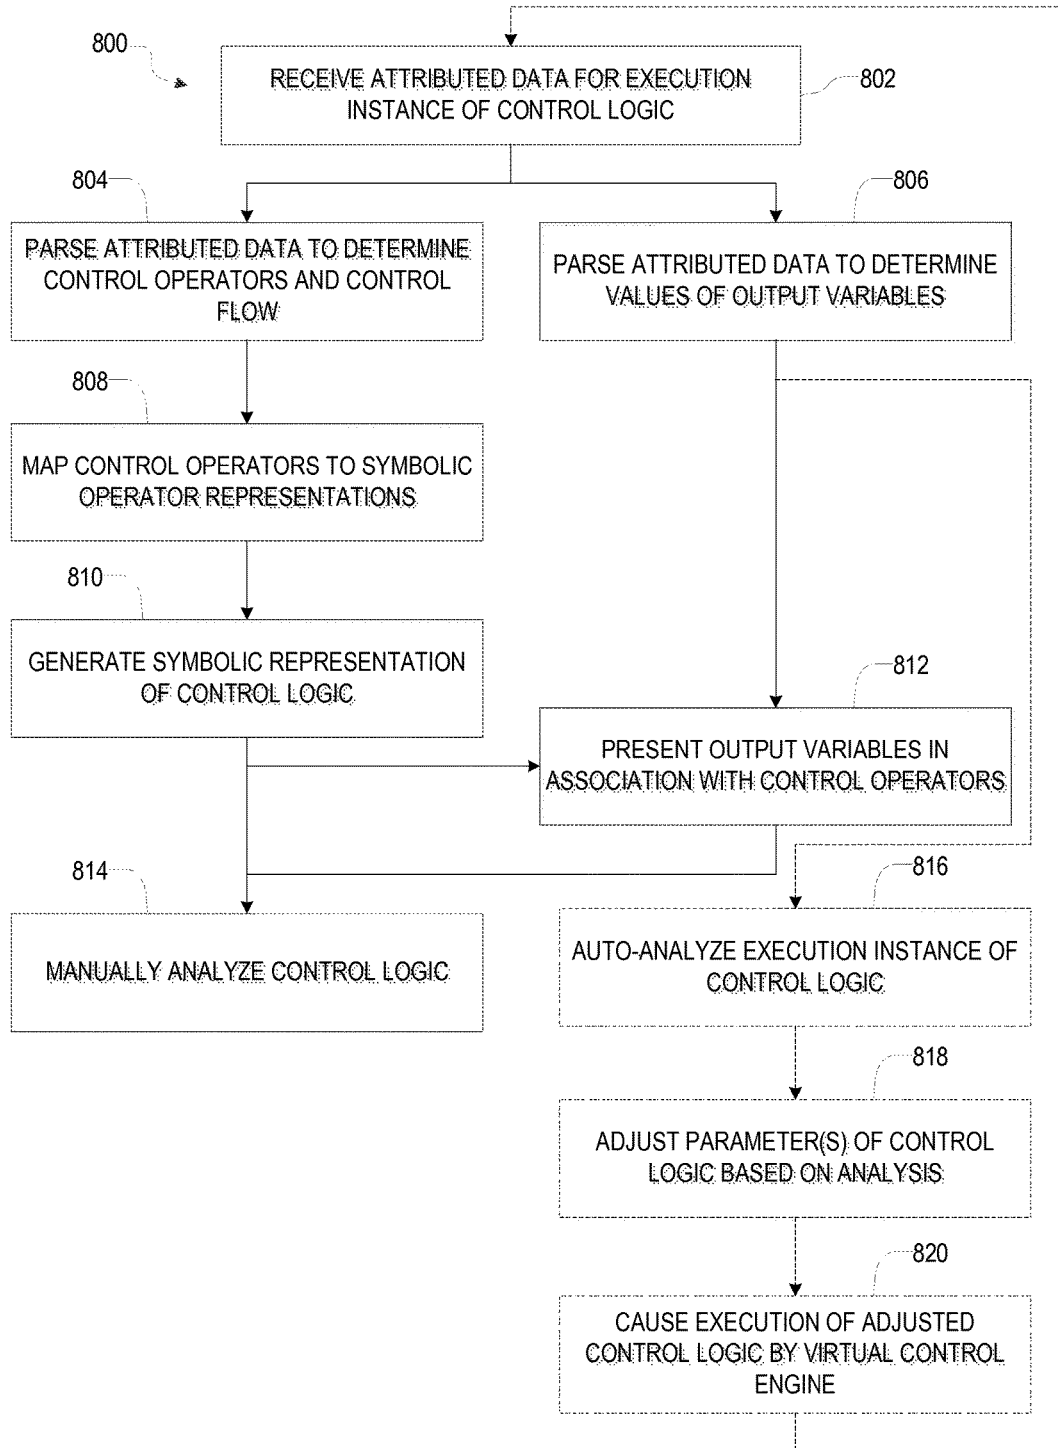 800
RECEIVE ATTRIBUTED DATA FOR EXECUTION
INSTANCE OF CONTROL LOGIC
802
804
PARSE ATTRIBUTED DATA TO DETERMINE
CONTROL OPERATORS AND CONTROL
FLOW
806
PARSE ATTRIBUTED DATA TO DETERMINE
VALUES OF OUTPUT VARIABLES
808
MAP CONTROL OPERATORS TO SYMBOLIC
OPERATOR REPRESENTATIONS
810
GENERATE SYMBOLIC REPRESENTATION
OF CONTROL LOGIC
812
PRESENT OUTPUT VARIABLES IN
ASSOCIATION WITH CONTROL OPERATORS
814
MANUALLY ANALYZE CONTROL LOGIC
816
AUTO-ANALYZE EXECUTION INSTANCE OF
CONTROL LOGIC
818
ADJUST PARAMETER(S) OF CONTROL
LOGIC BASED ON ANALYSIS
820
CAUSE EXECUTION OF ADJUSTED
CONTROL LOGIC BY VIRTUAL CONTROL
ENGINE